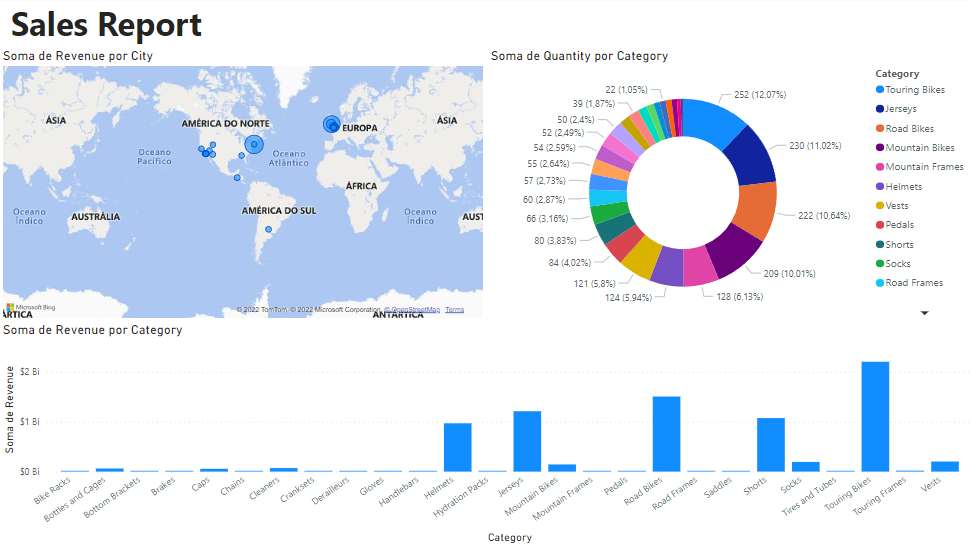 Sales Report
Soma de Revenue por City
ÁSIA
AMÉRICA DO NORTE
EUROPA
ÁSIA
Oceano
Pacífico
Oceano
Atlântico
ÁFRICA
Oceano
Índico
AUSTRÁLIA
AMÉRICA DO SUL
Oceano
Índico
AUST
Microsoft Bing
© 2022 TomTom, © 2022 Microsoft Corporation, © OpenStreetMap Terms
ÁRTICA
ANTÁRTICA
Soma de Quantity por Category
22 (1,05%)
39 (1,87%)
50 (2,4%)
52 (2,49%)
54 (2,59%)
55 (2,64%)
57 (2,73%)
60 (2,87%)
66 (3,16%)
80 (3,83%)
84 (4,02%)
121 (5,8%)
124 (5,94%)
252 (12,07%)
230 (11,02%)
222 (10,64%)
209 (10,01%)
128 (6,13%)
Category
Touring Bikes
Jerseys
Road Bikes
Mountain Bikes
Mountain Frames
Helmets
Vests
Pedals
Shorts
Socks
Road Frames
Soma de Revenue por Category
Soma de Revenue
$2 Bi
$1 Bi
$0 Bi
Bike Racks
Bottles and Cages
Bottom Brackets
Brakes
Caps
Chains
Cleaners
Cranksets
Derailleurs
Gloves
Handlebars
Helmets
Hydration Packs
Jerseys
Mountain Bikes
Mountain Frames
Pedals
Road Bikes
Road Frames
Saddles
Shorts
Socks
Tires and Tubes
Touring Bikes
Touring Frames
Vests
Category